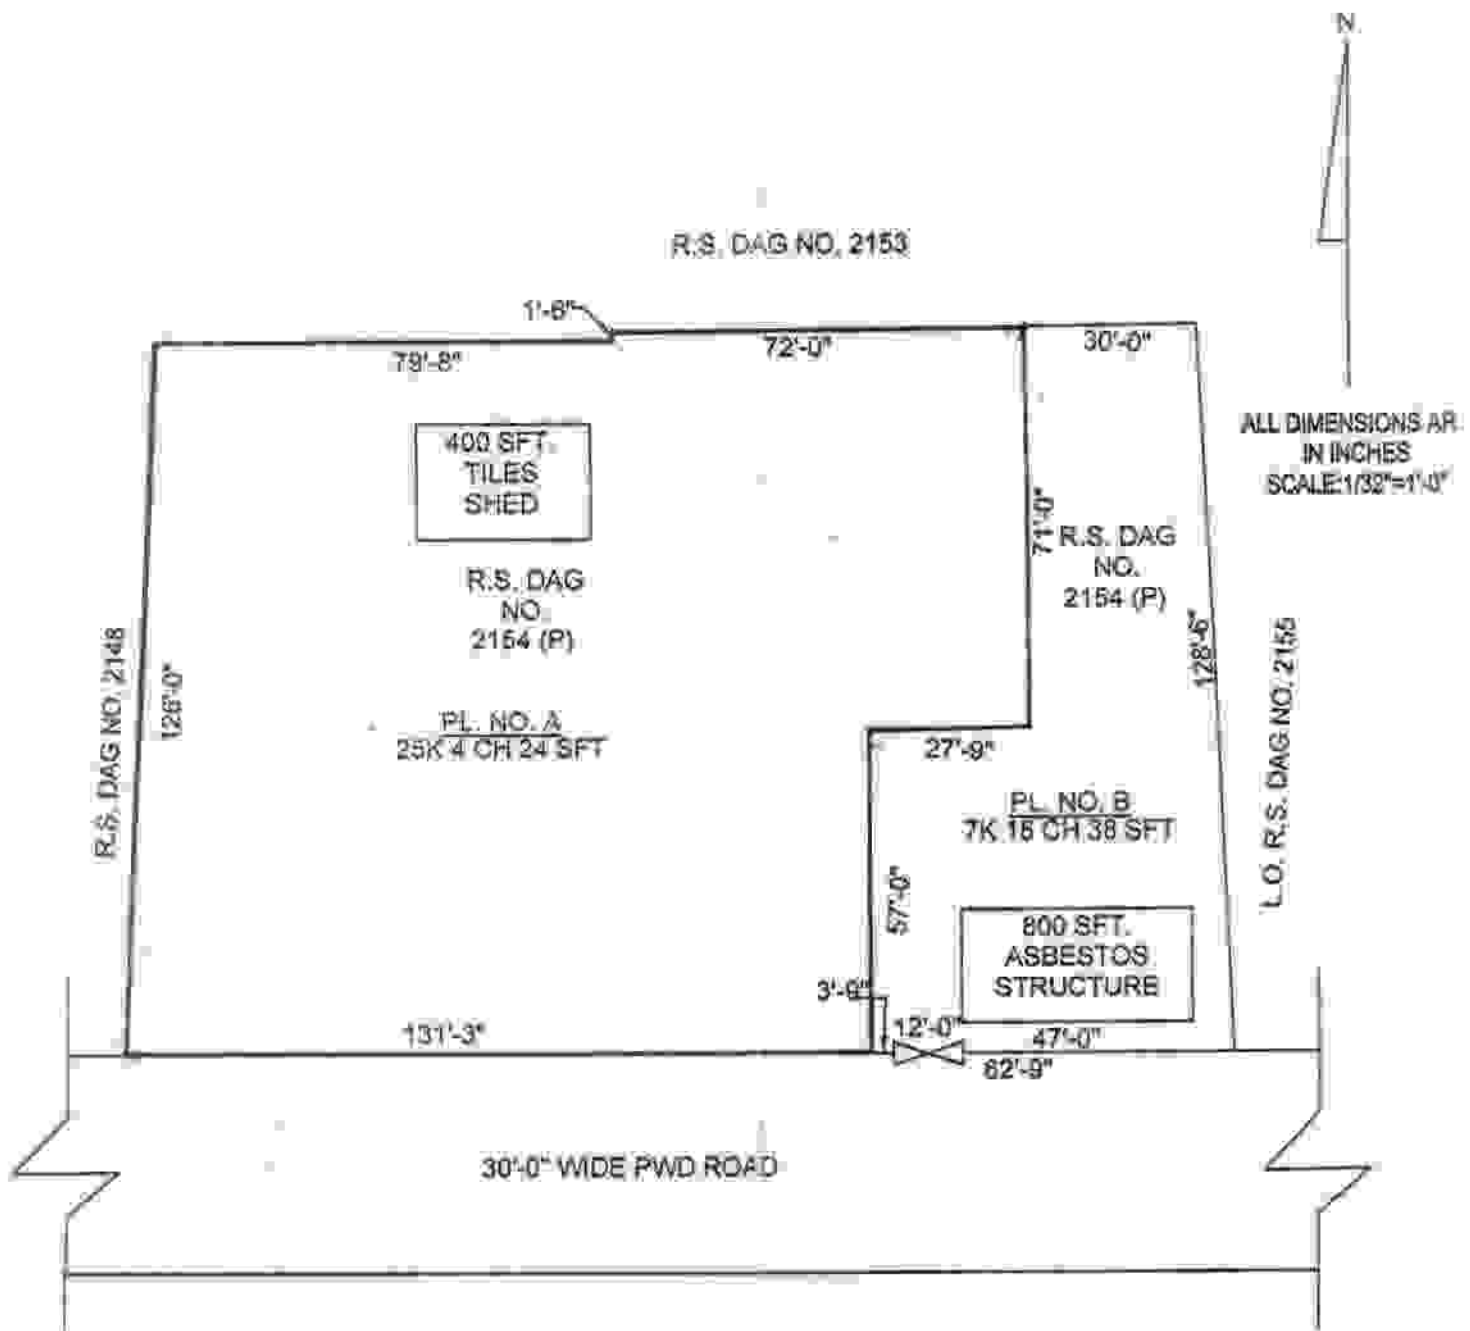 N.
R.S. DAG NO. 2153
1'-6"
79'-8"
72'-0"
30'-0"
ALL DIMENSIONS AR
IN INCHES
SCALE:1/32"=1'-0"
400 SFT.
TILES
SHED
71'-0"
R.S. DAG
NO.
2154 (P)
R.S. DAG
NO.
2154 (P)
R.S. DAG NO. 2148
126'-0"
128'-6"
L.O. R.S. DAG NO. 2155
PL. NO. A
25K 4 CH 24 SFT
27'-9"
PL. NO. B
7K 16 CH 38 SFT
57'-0"
800 SFT.
ASBESTOS
STRUCTURE
3'-9"
131'-3"
12'-0"
47'-0"
62'-9"
30'-0" WIDE PWD ROAD